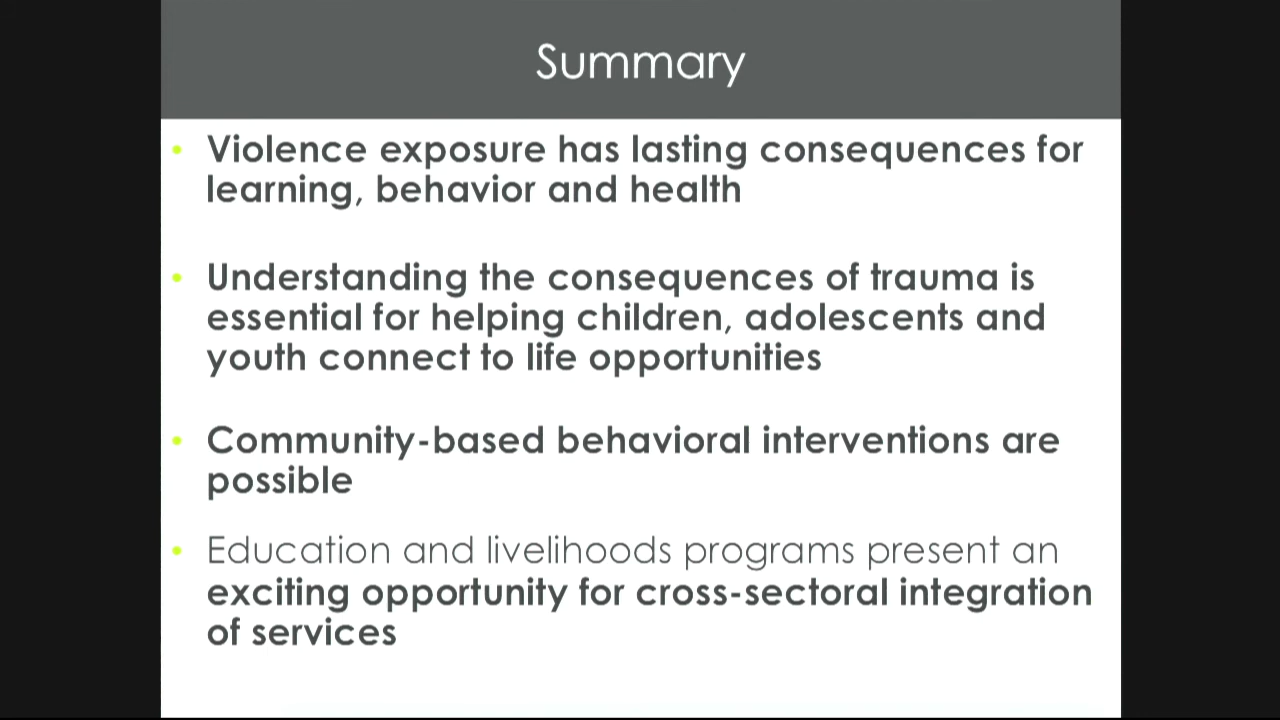 Summary
• Violence exposure has lasting consequences for
learning, behavior and health
• Understanding the consequences of trauma is
essential for helping children, adolescents and
youth connect to life opportunities
• Community-based behavioral interventions are
possible
• Education and livelihoods programs present an
exciting opportunity for cross-sectoral integration
of services